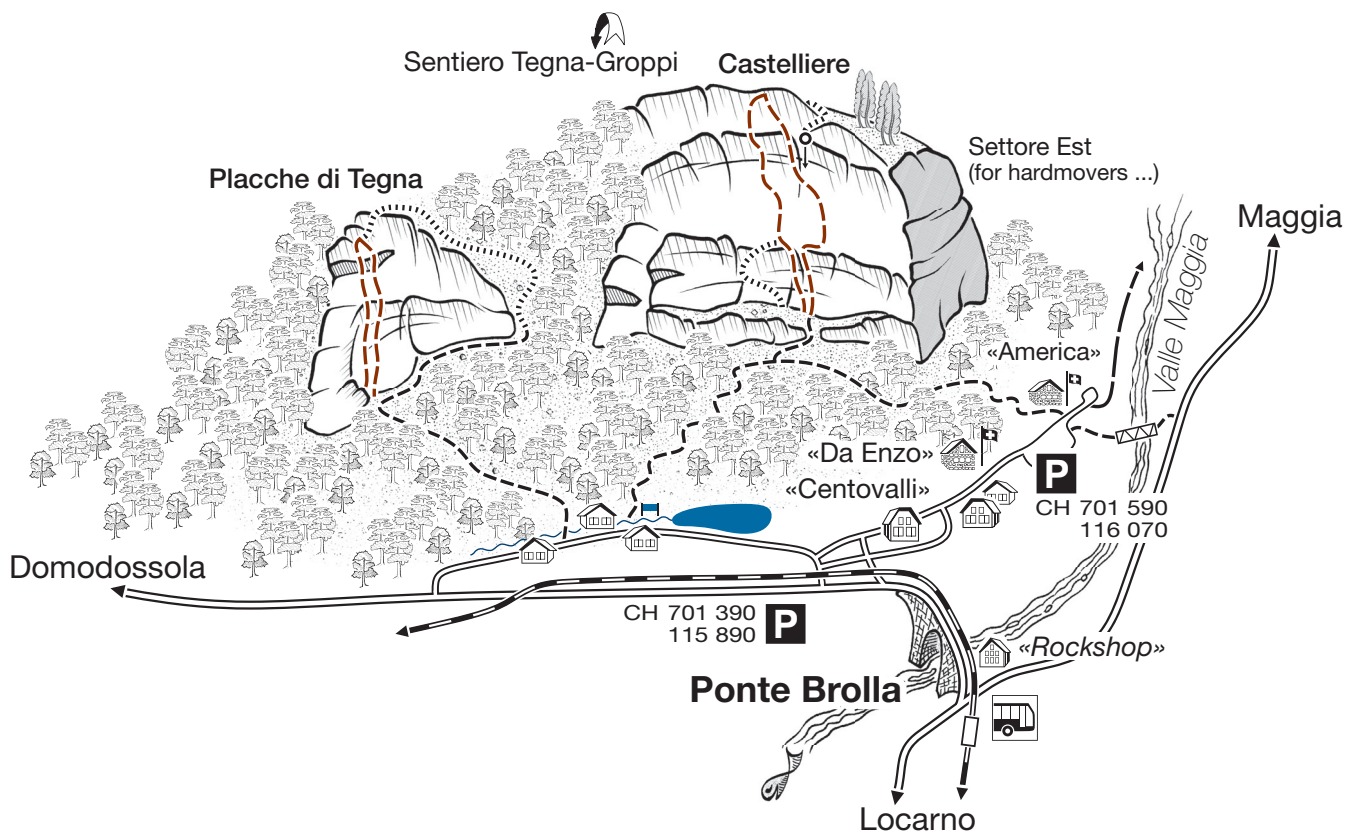 Sentiero Tegna-Groppi
Castelliere
Settore Est
(for hardmovers ...)
Placche di Tegna
Maggia
Valle Maggia
«America»
«Da Enzo»
«Centovalli»
P
CH 701 590
116 070
Domodossola
CH 701 390
115 890
P
«Rockshop»
Ponte Brolla
Locarno